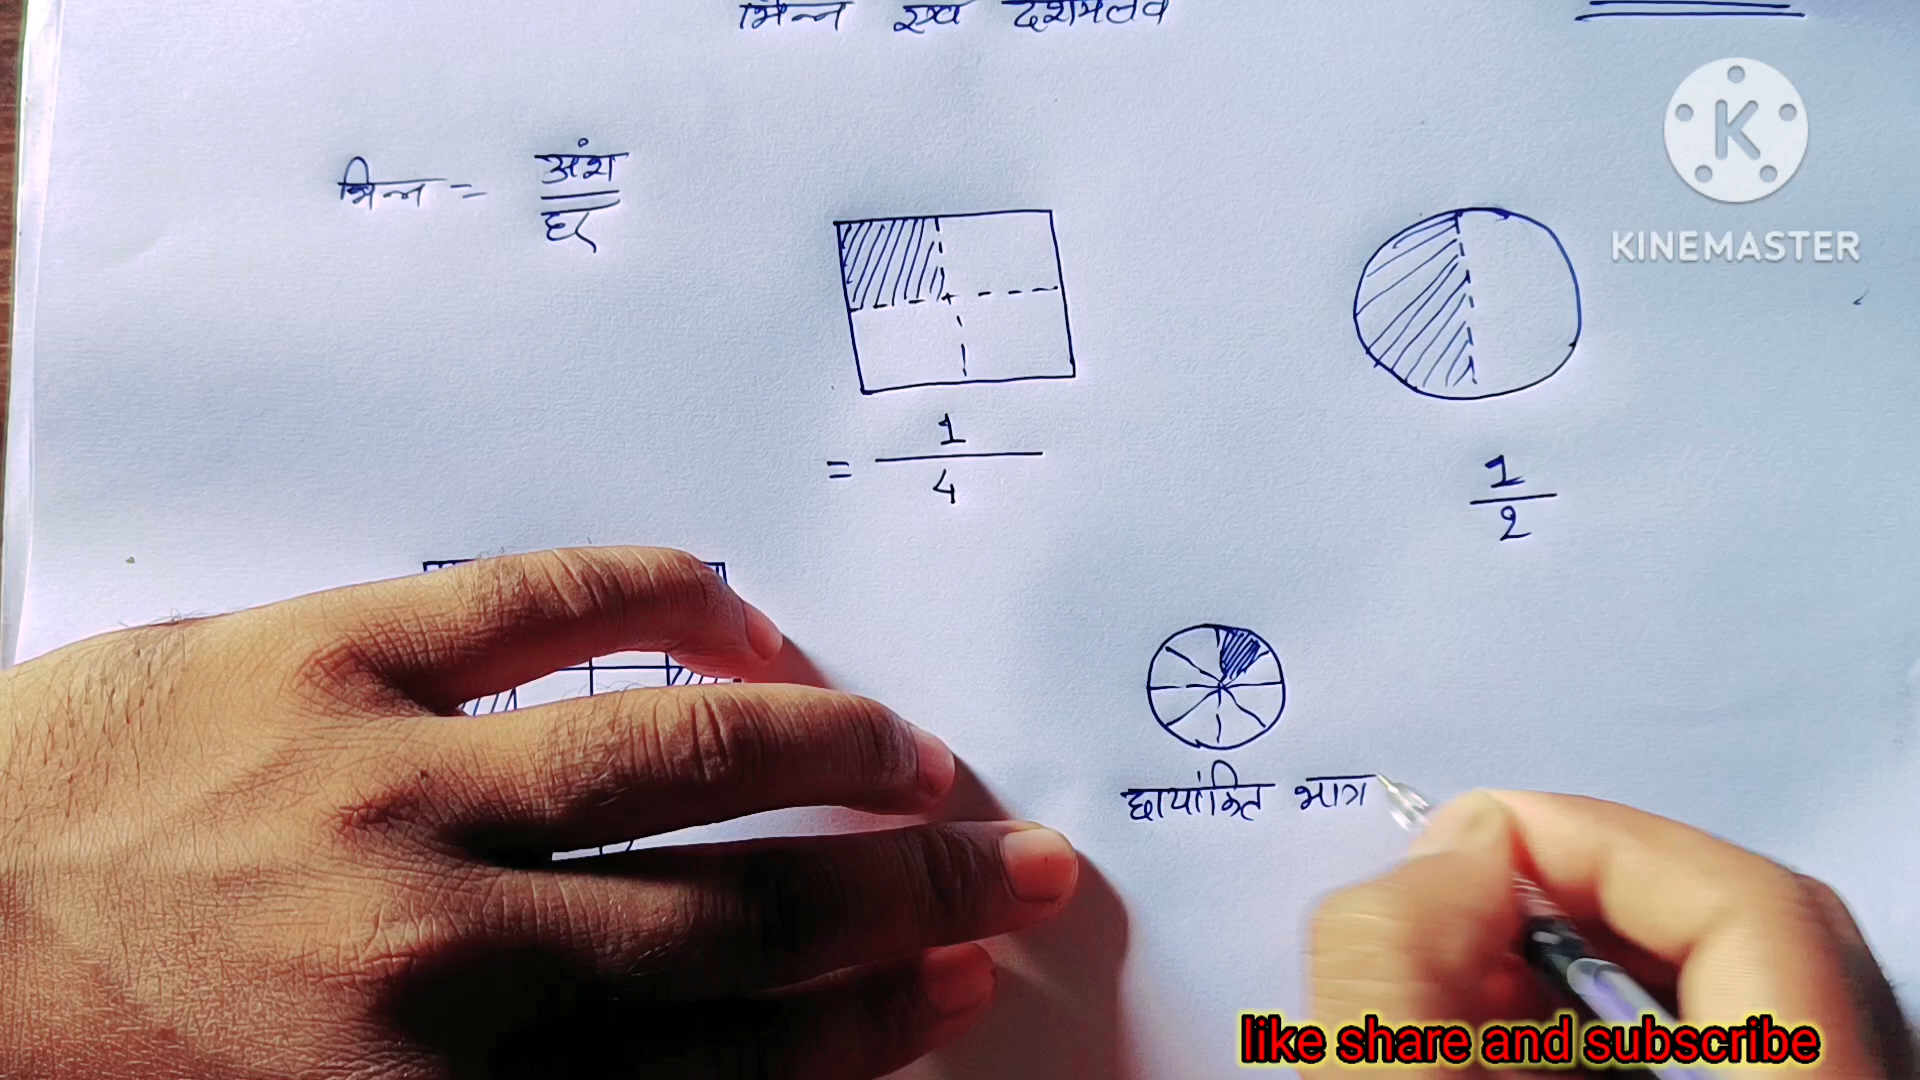 भिन्न एवं दशमलव
भिन्न = अंश
हर
= 1
4
1
2
छायांकित भाग
K
KINEMASTER
like share and subscribe